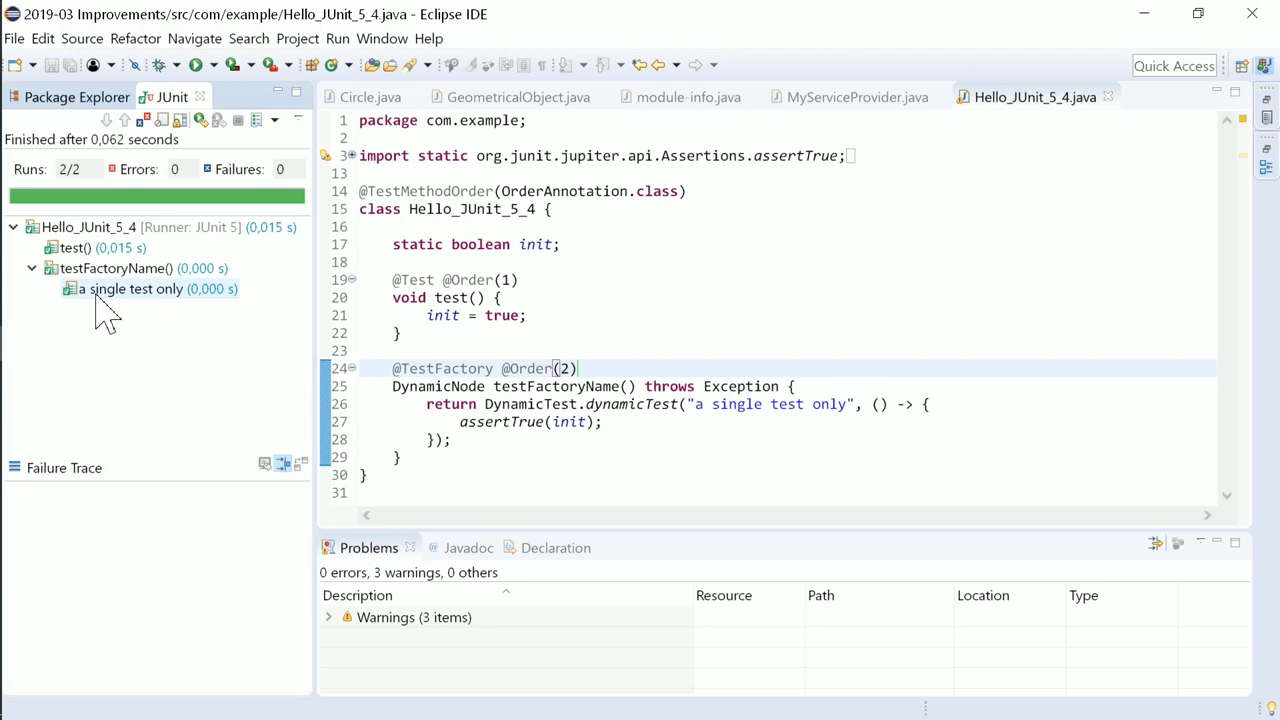 2019-03 Improvements/src/com/example/Hello_JUnit_5_4.java - Eclipse IDE
File Edit Source Refactor Navigate Search Project Run Window Help
Quick Access
Package Explorer JUnit
Finished after 0,062 seconds
Runs: 2/2 Errors: 0 Failures: 0
Hello_JUnit_5_4 [Runner: JUnit 5] (0,015 s)
test() (0,015 s)
testFactoryName() (0,000 s)
a single test only (0,000 s)
Failure Trace
Circle.java GeometricalObject.java module-info.java MyServiceProvider.java Hello_JUnit_5_4.java
1 package com.example;
2
3 import static org.junit.jupiter.api.Assertions.assertTrue;
13
14 @TestMethodOrder(OrderAnnotation.class)
15 class Hello_JUnit_5_4 {
16
17 static boolean init;
18
19 @Test @Order(1)
20 void test() {
21 init = true;
22 }
23
24 @TestFactory @Order(2)
25 DynamicNode testFactoryName() throws Exception {
26 return DynamicTest.dynamicTest("a single test only", () -> {
27 assertTrue(init);
28 });
29 }
30 }
31
Problems Javadoc Declaration
0 errors, 3 warnings, 0 others
Description Resource Path Location Type
Warnings (3 items)